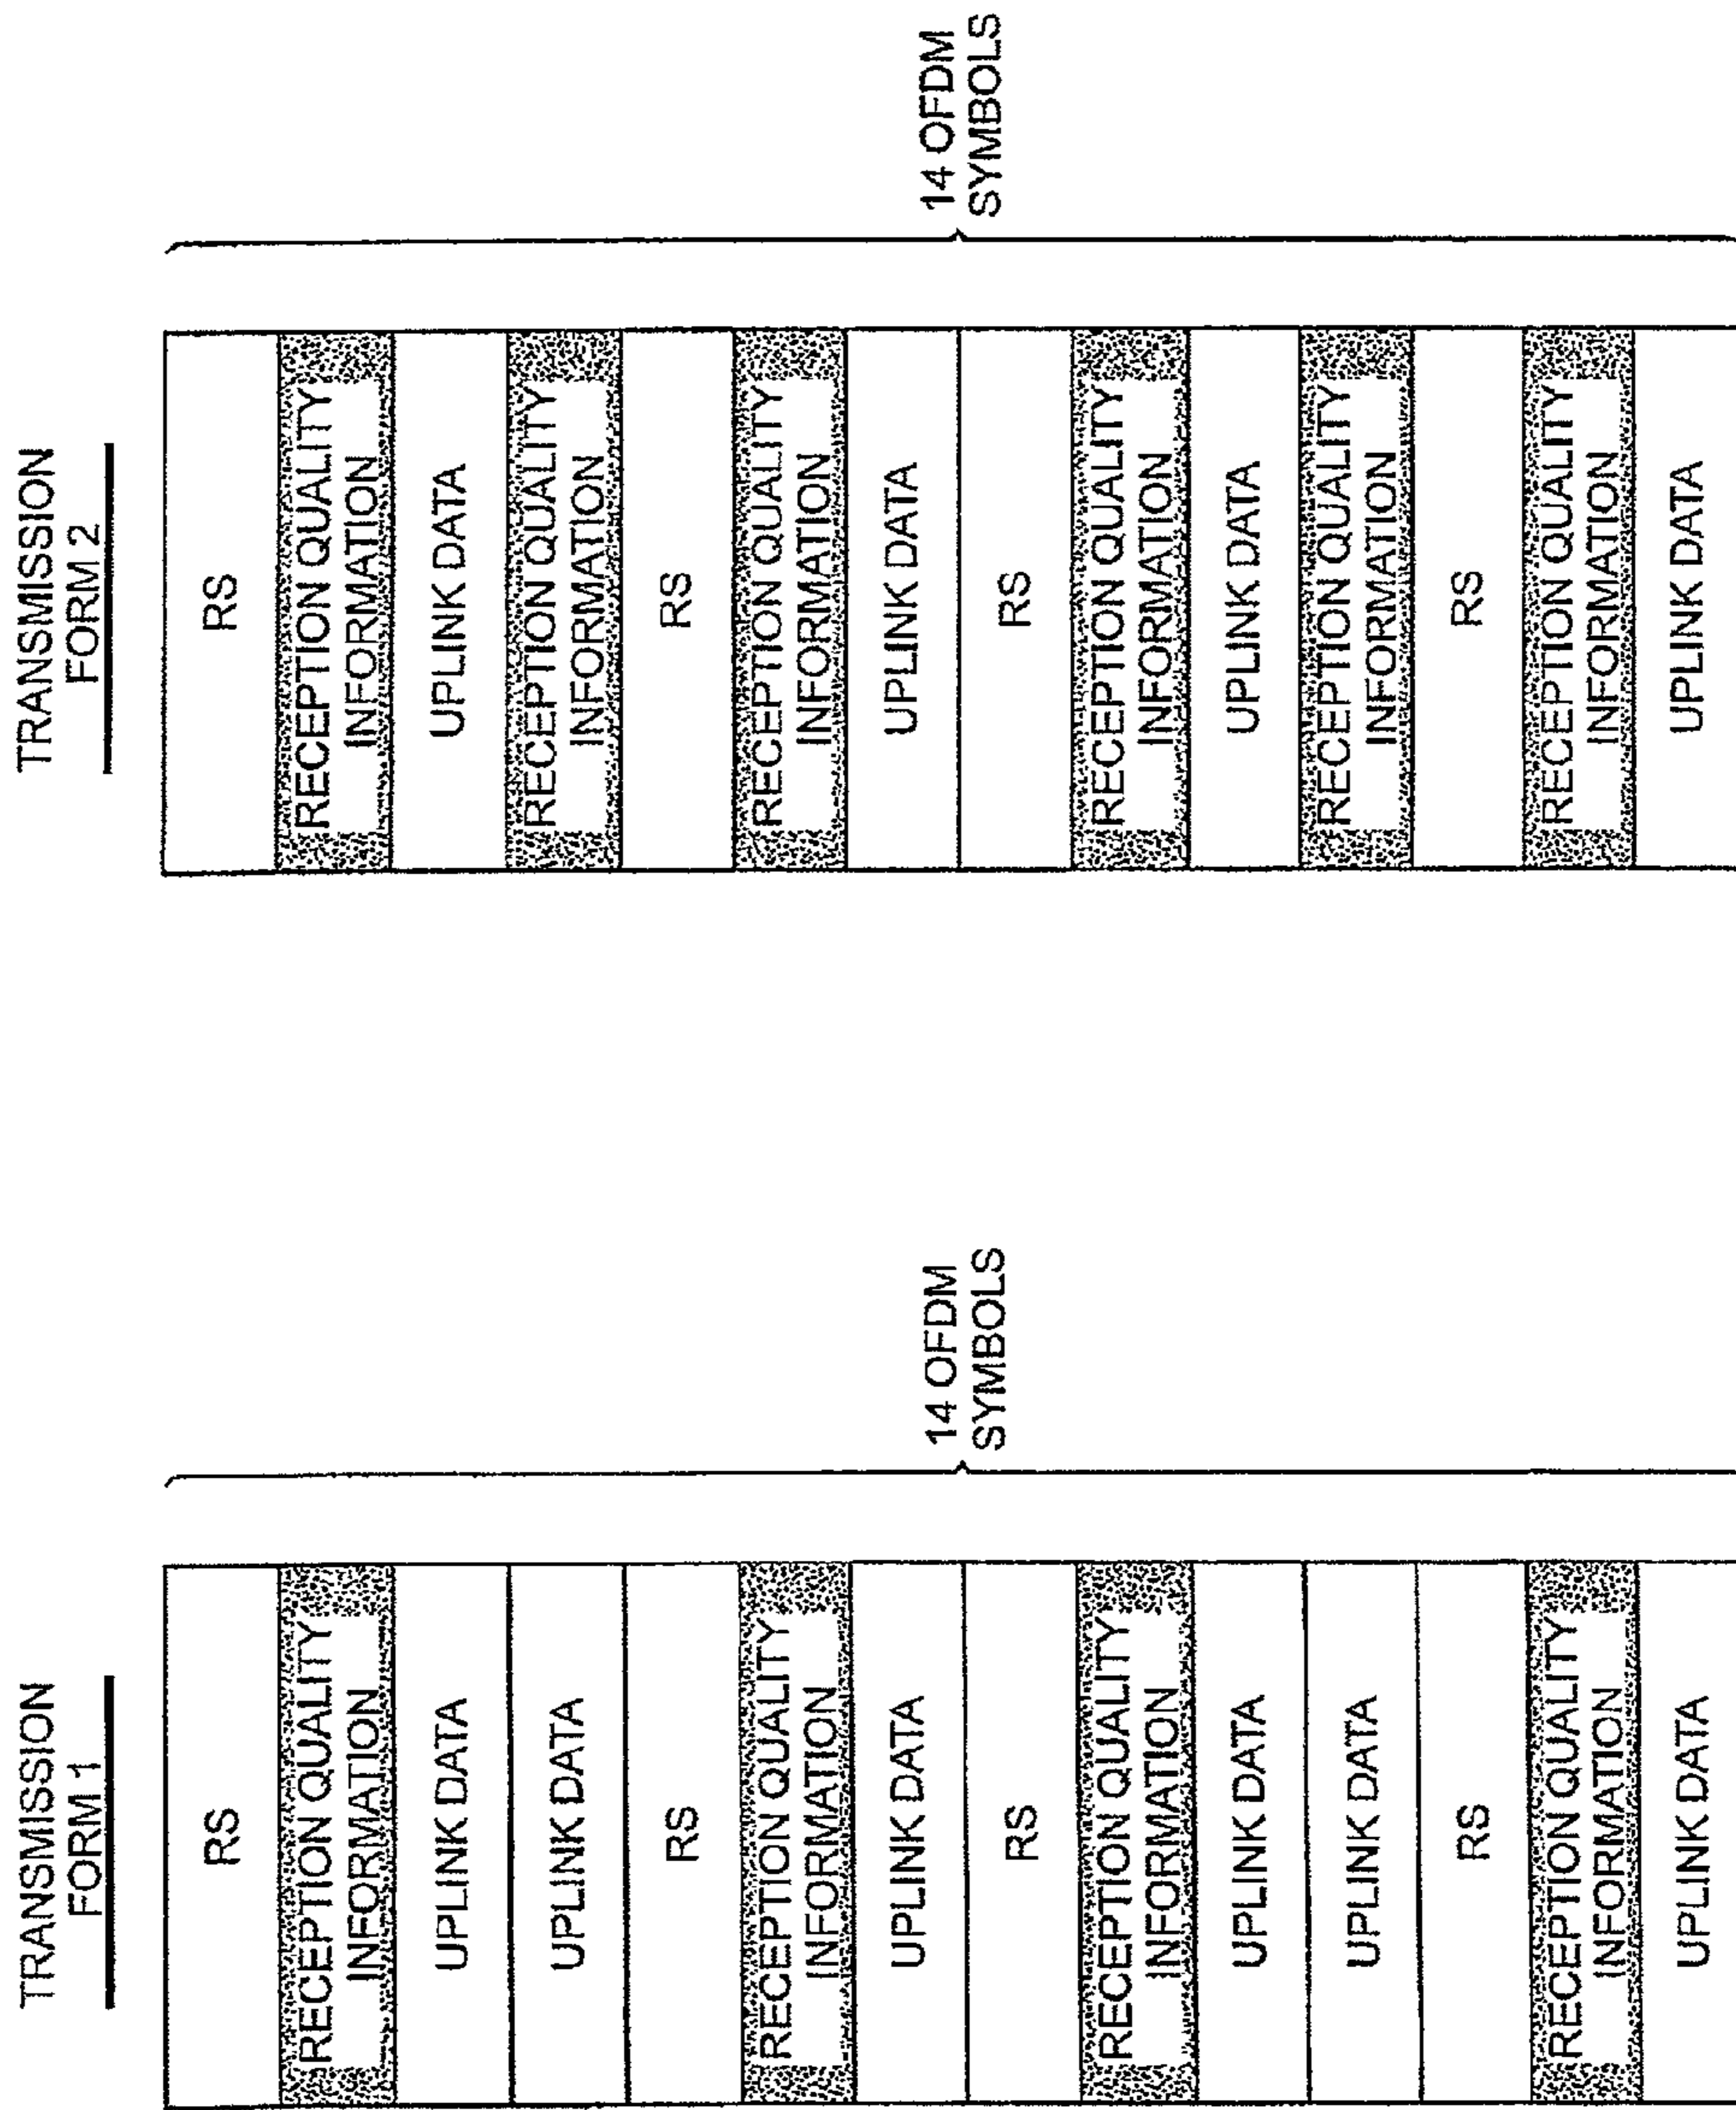 TRANSMISSION
FORM 1
RS
RECEPTION QUALITY
INFORMATION
UPLINK DATA
UPLINK DATA
RS
RECEPTION QUALITY
INFORMATION
UPLINK DATA
RS
RECEPTION QUALITY
INFORMATION
UPLINK DATA
UPLINK DATA
RS
RECEPTION QUALITY
INFORMATION
UPLINK DATA
14 OFDM
SYMBOLS
TRANSMISSION
FORM 2
RS
RECEPTION QUALITY
INFORMATION
UPLINK DATA
RECEPTION QUALITY
INFORMATION
RS
RECEPTION QUALITY
INFORMATION
UPLINK DATA
RS
RECEPTION QUALITY
INFORMATION
UPLINK DATA
RECEPTION QUALITY
INFORMATION
RS
RECEPTION QUALITY
INFORMATION
UPLINK DATA
14 OFDM
SYMBOLS